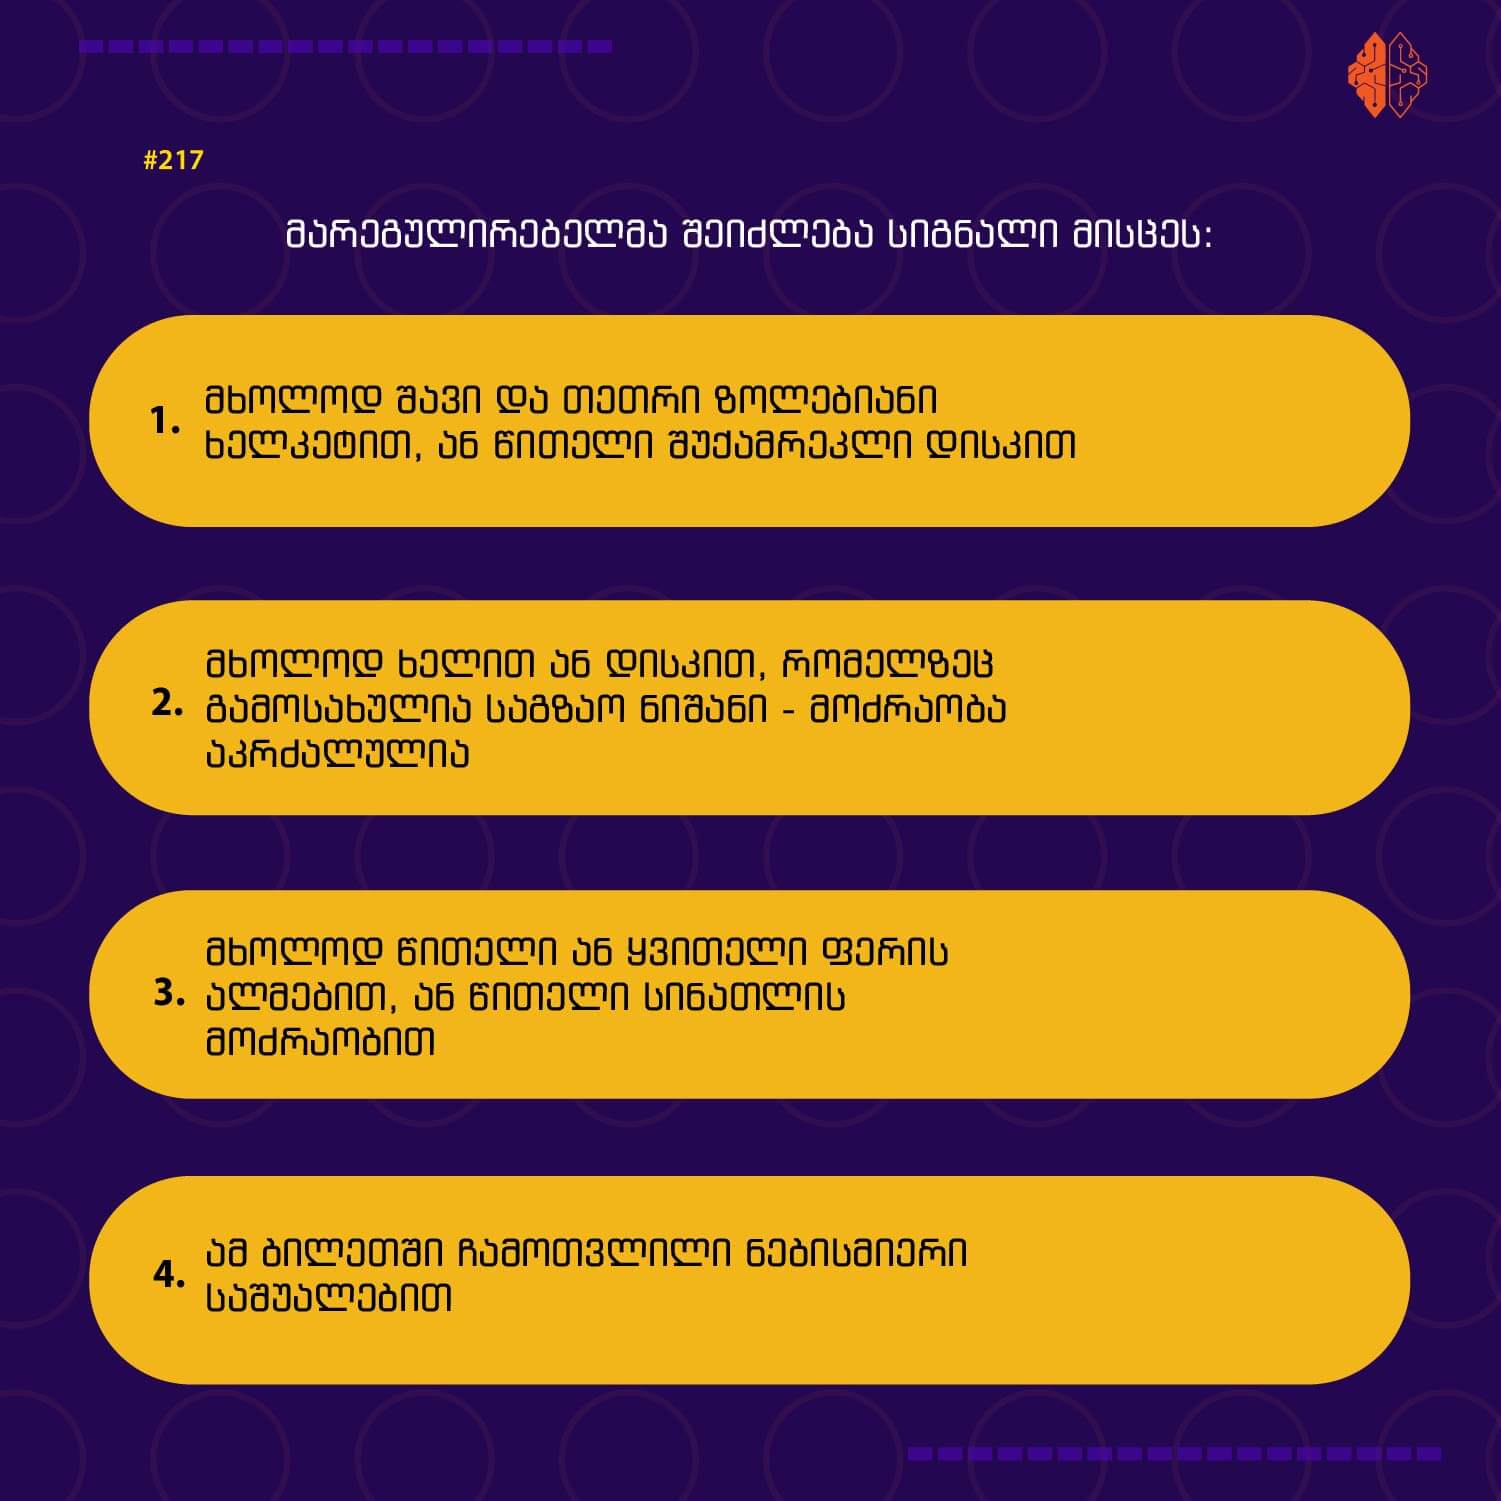 #217
მარეგულირებელმა შეიძლება სიგნალი მისცეს:
1. მხოლოდ შავი და თეთრი ზოლებიანი
ხელკეტით, ან წითელი შუქამრეკლი დისკით
მხოლოდ ხელით ან დისკით, რომელზეც
2. გამოსახულია საგზაო ნიშანი - მოძრაობა
აკრძალულია
მხოლოდ წითელი ან ყვითელი ფერის
3. ალმებით, ან წითელი სინათლის
მოძრაობით
4. ამ ბილეთში ჩამოთვლილი ნებისმიერი
საშუალებით